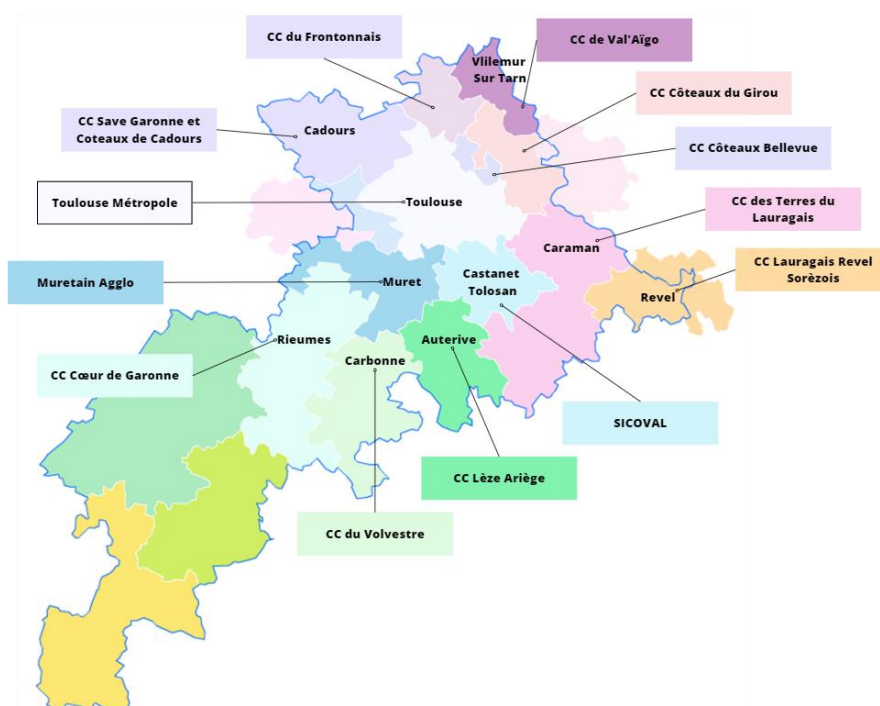 CC du Frontonnais
CC de Val'Aïgo
Vlilemur
Sur Tarn
CC Côteaux du Girou
CC Save Garonne et
Coteaux de Cadours
Cadours
CC Côteaux Bellevue
Toulouse Métropole
Toulouse
CC des Terres du
Lauragais
Caraman
CC Lauragais Revel
Sorèzois
Muretain Agglo
Muret
Castanet
Tolosan
Revel
Rieumes
Auterive
Carbonne
CC Cœur de Garonne
SICOVAL
CC Lèze Ariège
CC du Volvestre